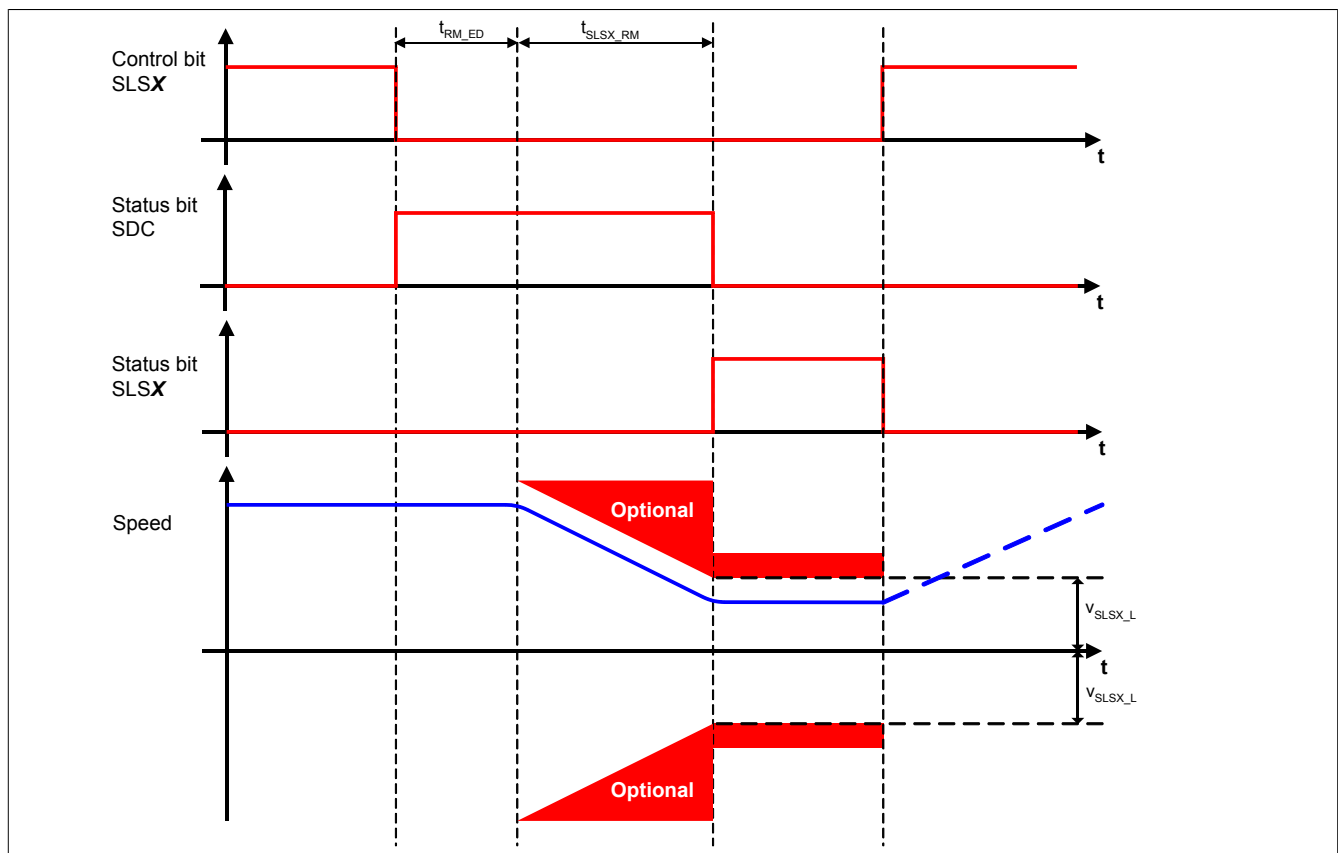 t_RM_ED
t_SLSX_RM
Control bit
SLSX
t
Status bit
SDC
t
Status bit
SLSX
t
Optional
Speed
v_SLSX_L
t
v_SLSX_L
Optional